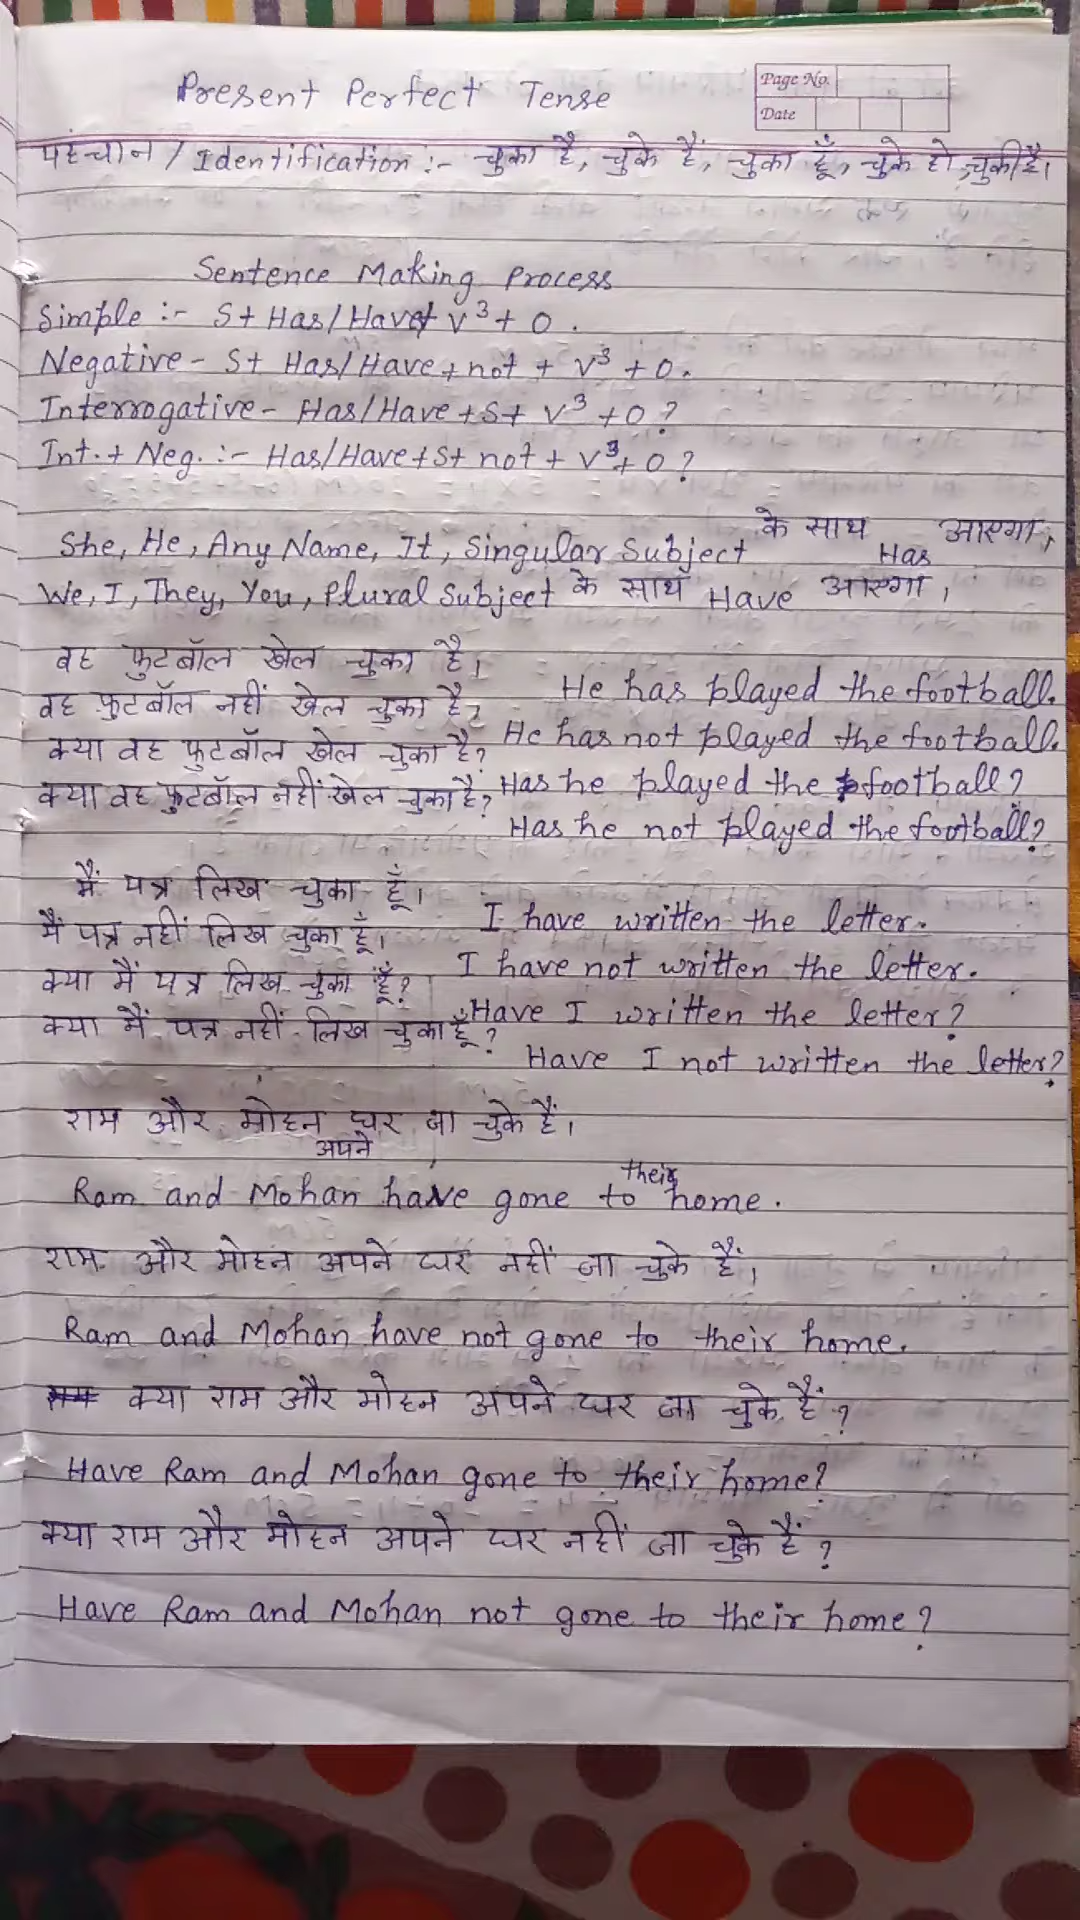 Present Perfect Tense
Page No.
Date
पहचान / Identification :- चुका है, चुके हैं, चुका हूँ, चुके हो, चुकी है।
Sentence Making Process
Simple :- S+ Has/Have+ V3 + O.
Negative - S+ Has/Have + not + V3 + O.
Interrogative - Has/Have + S + V3 + O?
Int. + Neg. :- Has/Have + S + not + V3 + O?
She, He, Any Name, It, Singular Subject के साथ Has आएगा,
We, I, They, You, Plural Subject के साथ Have आएगा,
वह फुटबॉल खेल चुका है।
He has played the football.
वह फुटबॉल नहीं खेल चुका है?
He has not played the football.
क्या वह फुटबॉल खेल चुका है?
Has he played the football?
क्या वह फुटबॉल नहीं खेल चुका है?
Has he not played the football?
मैं पत्र लिख चुका हूँ।
I have written the letter.
मैं पत्र नहीं लिख चुका हूँ।
I have not written the letter.
क्या मैं पत्र लिख चुका हूँ?
Have I written the letter?
क्या मैं पत्र नहीं लिख चुका हूँ?
Have I not written the letter?
राम और मोहन अपने घर जा चुके हैं।
Ram and Mohan have gone to their home.
राम और मोहन अपने घर नहीं जा चुके हैं।
Ram and Mohan have not gone to their home.
क्या राम और मोहन अपने घर जा चुके हैं?
Have Ram and Mohan gone to their home?
क्या राम और मोहन अपने घर नहीं जा चुके हैं?
Have Ram and Mohan not gone to their home?